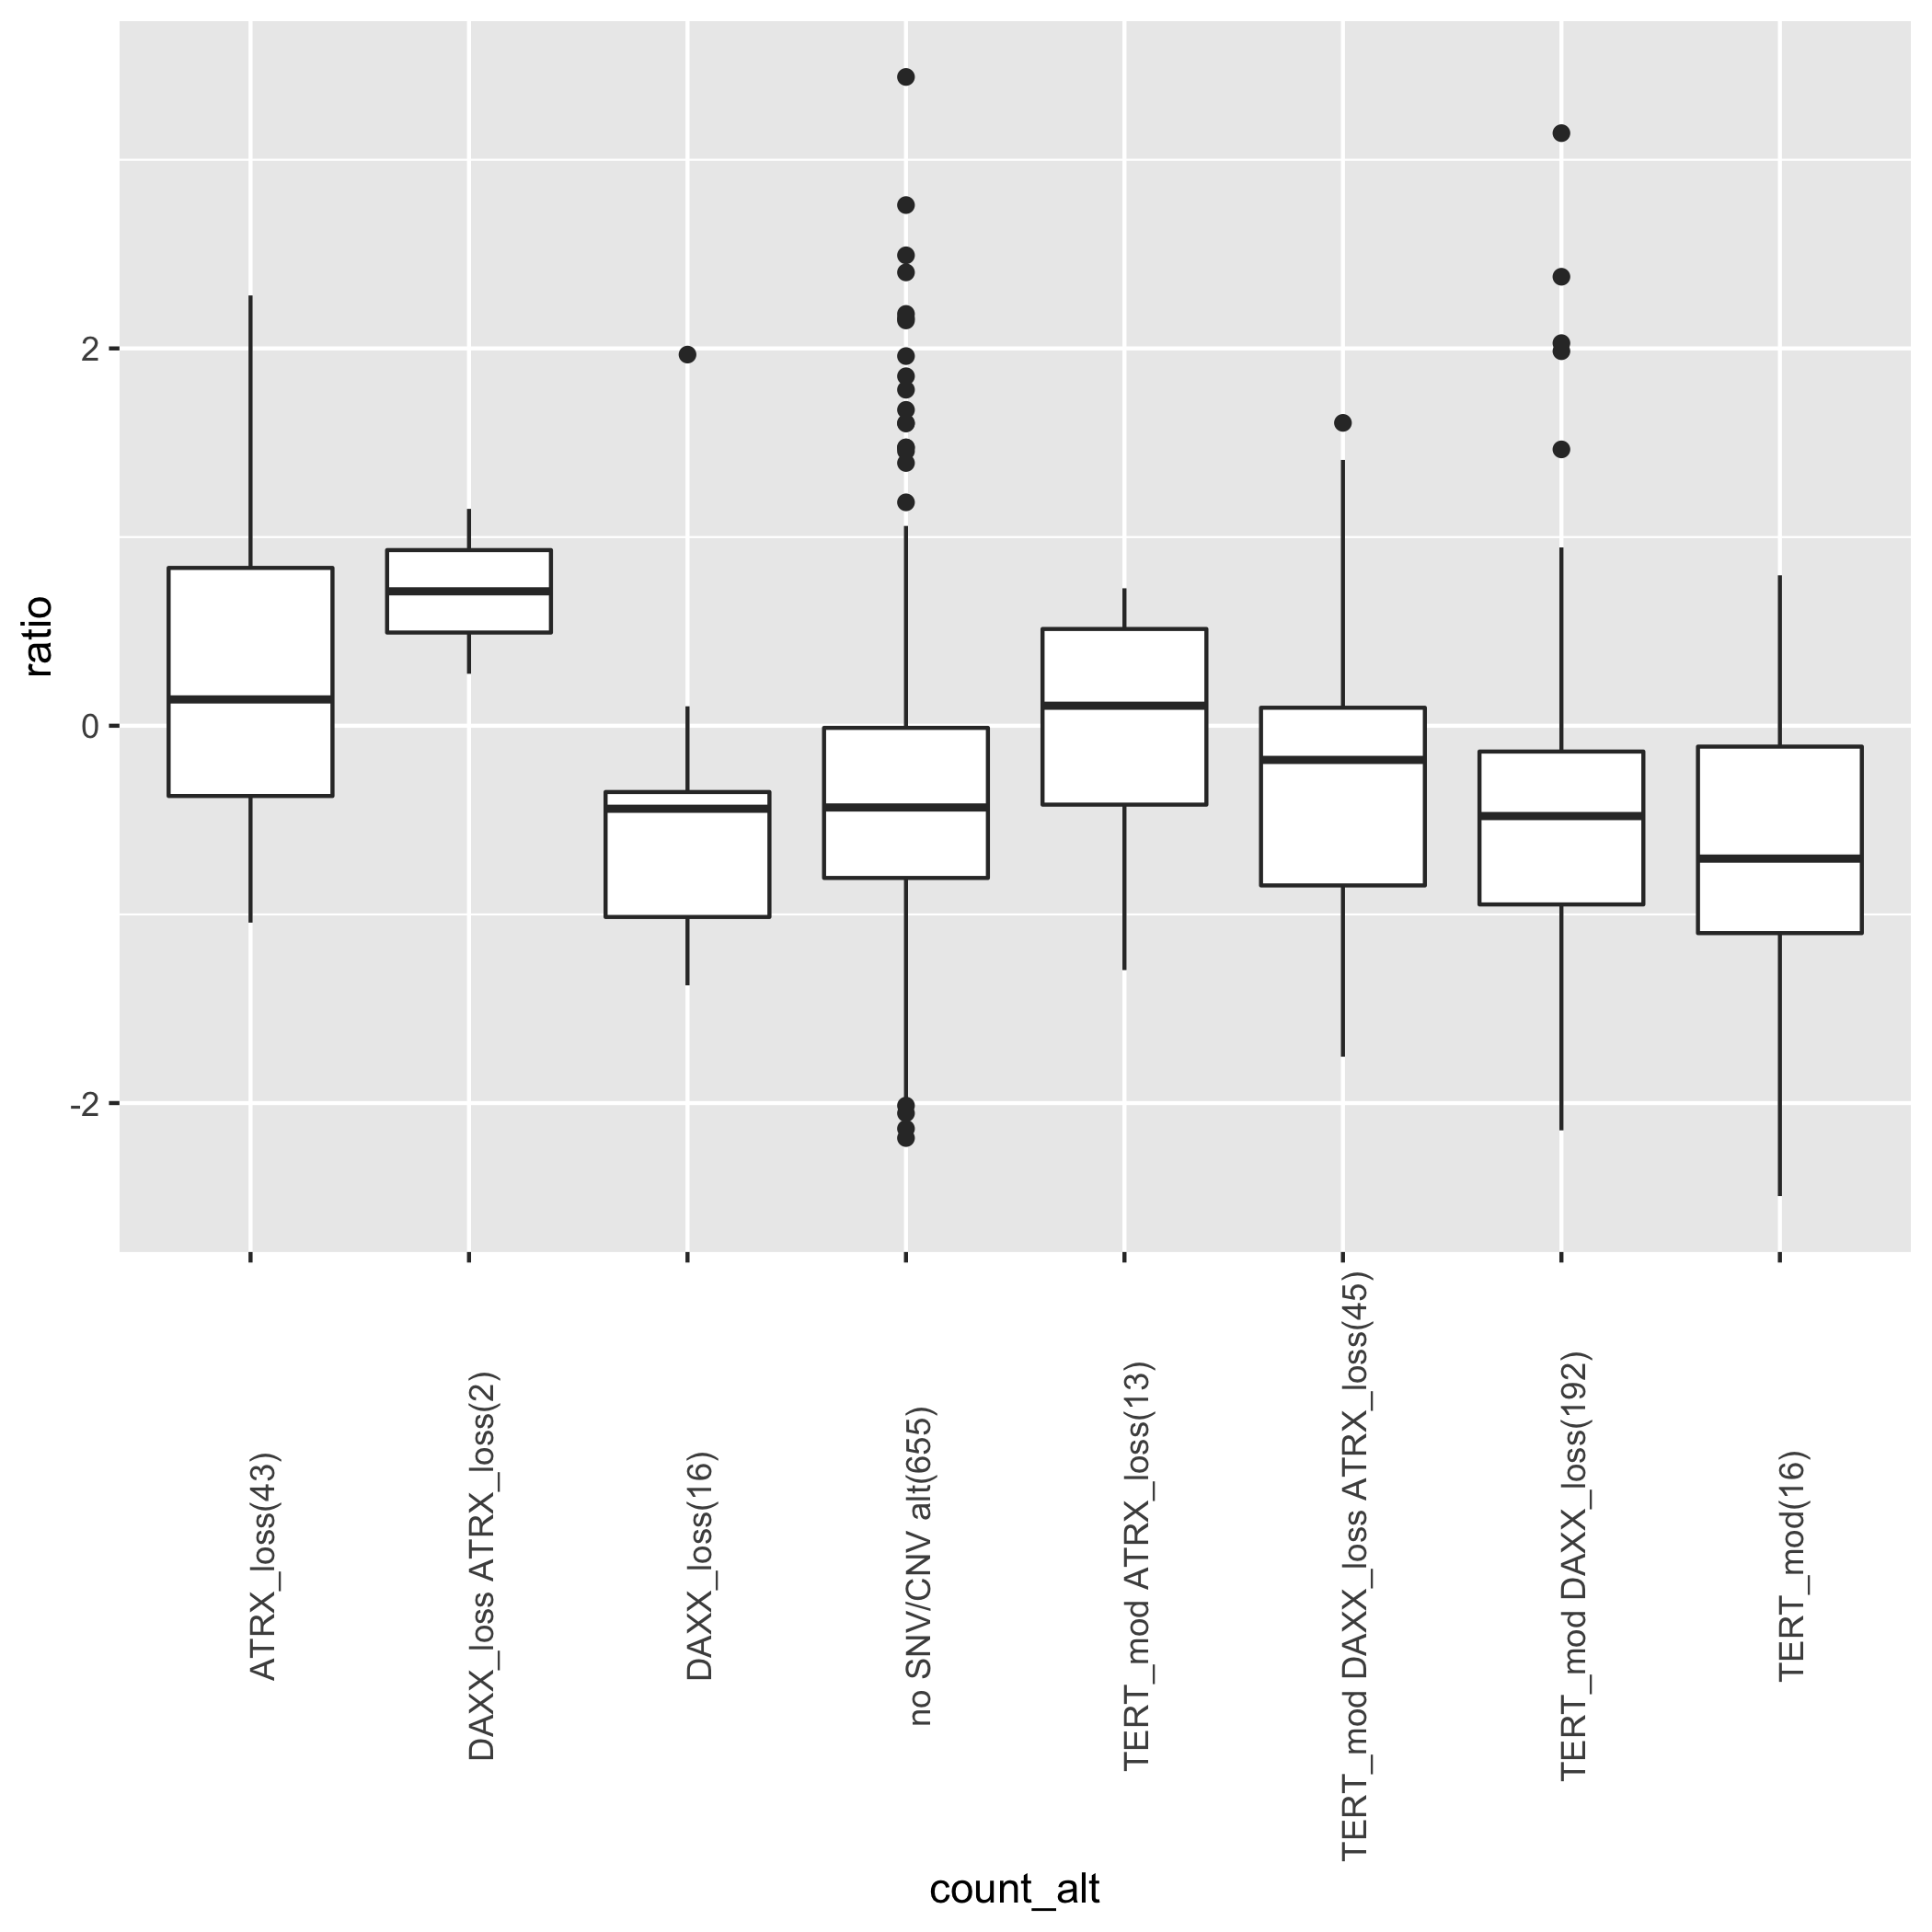 ratio
2
0
-2
ATRX_loss(43)
DAXX_loss ATRX_loss(2)
DAXX_loss(16)
no SNV/CNV alt(655)
TERT_mod ATRX_loss(13)
TERT_mod DAXX_loss ATRX_loss(45)
TERT_mod DAXX_loss(192)
TERT_mod(16)
count_alt